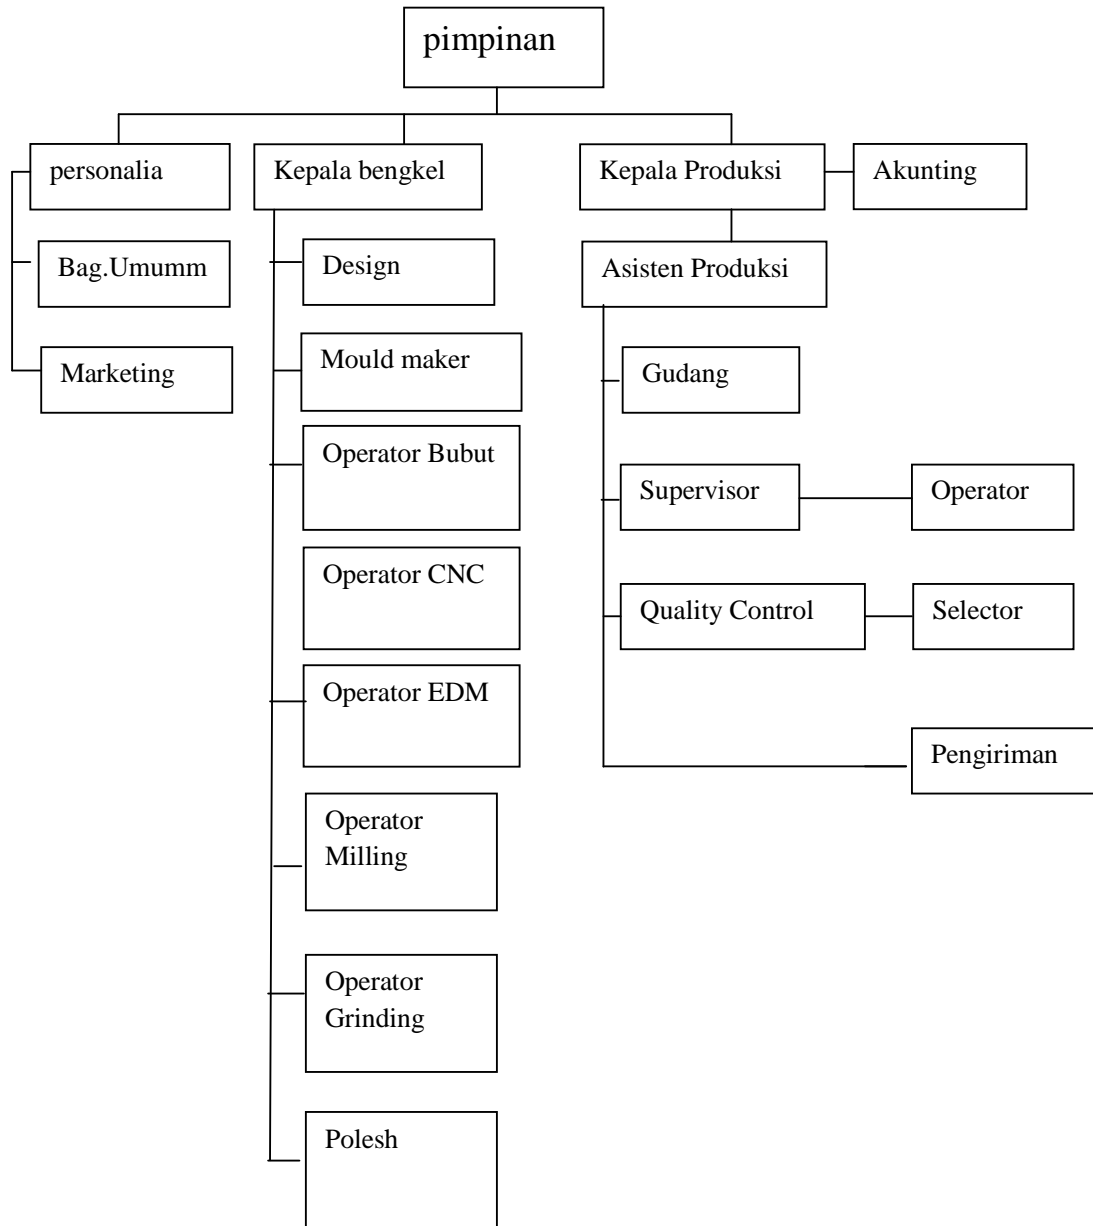 pimpinan
personalia
Kepala bengkel
Kepala Produksi
Akunting
Bag.Umumm
Design
Asisten Produksi
Marketing
Mould maker
Gudang
Operator Bubut
Supervisor
Operator
Operator CNC
Quality Control
Selector
Operator EDM
Pengiriman
Operator
Milling
Operator
Grinding
Polesh